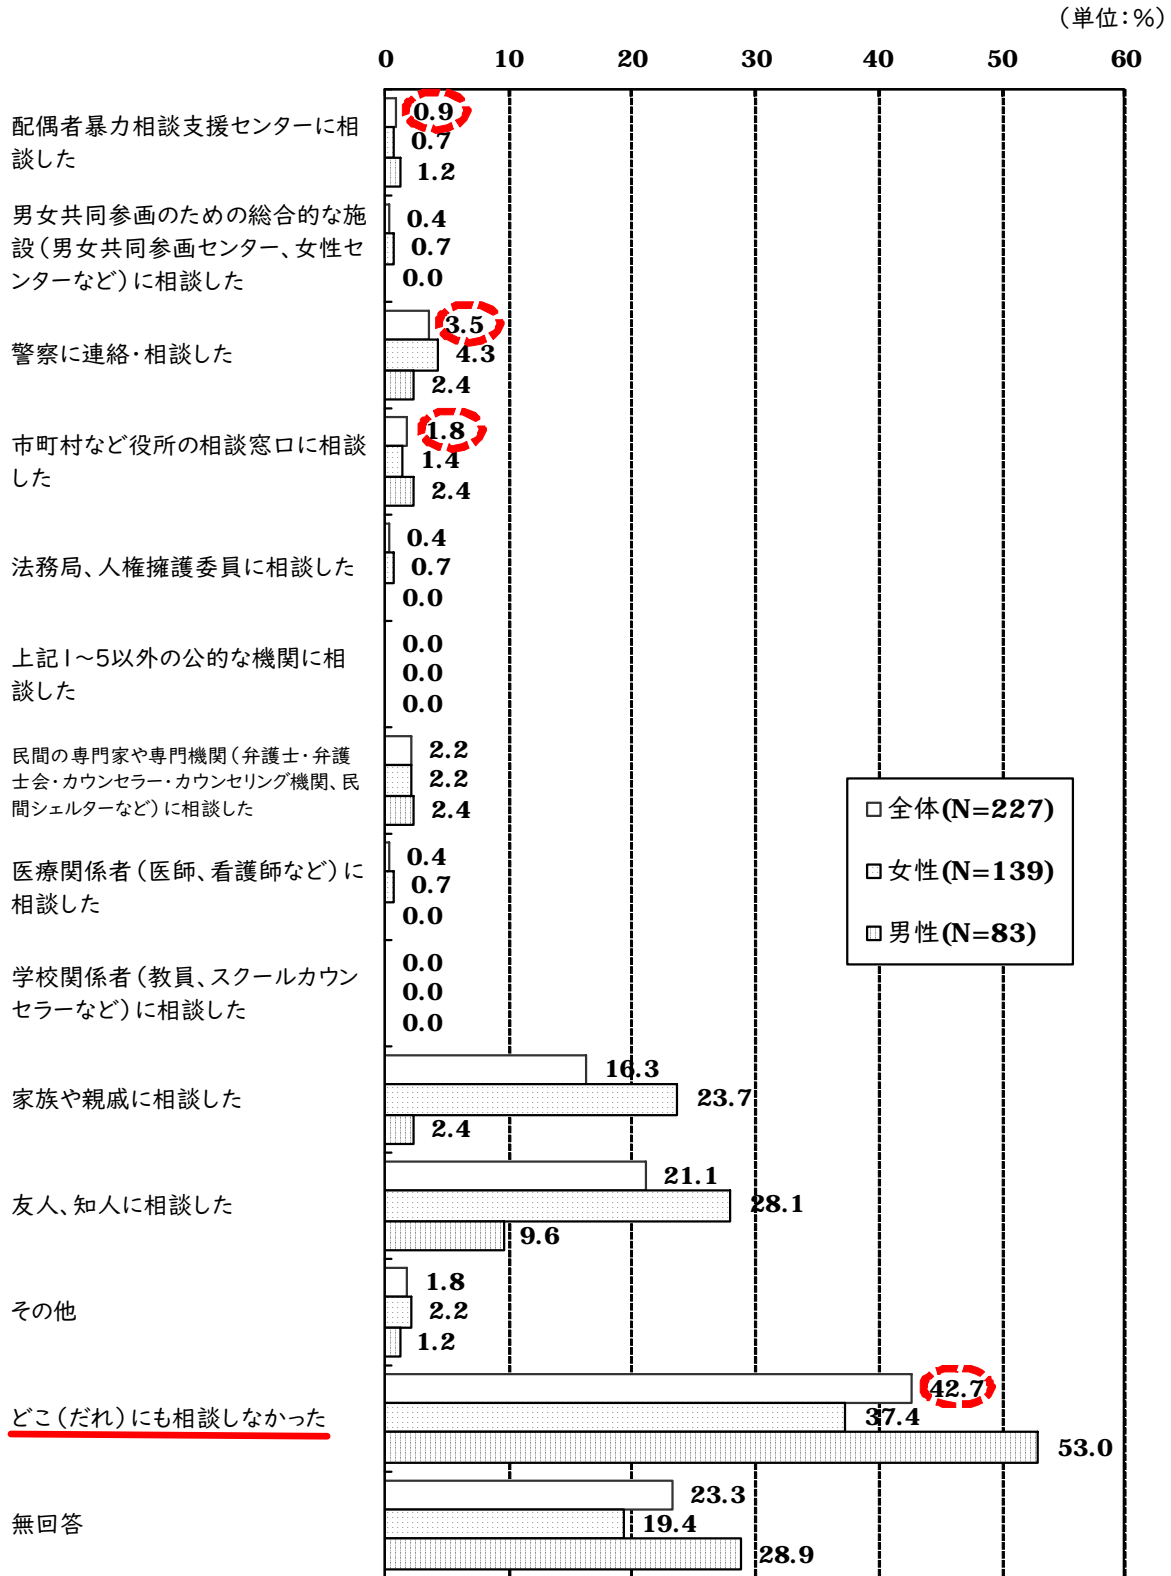 （単位：％）
0 10 20 30 40 50 60
配偶者暴力相談支援センターに相
談した
0.9
0.7
1.2
男女共同参画のための総合的な施
設（男女共同参画センター、女性セ
ンターなど）に相談した
0.4
0.7
0.0
警察に連絡・相談した
3.5
4.3
2.4
市町村など役所の相談窓口に相談
した
1.8
1.4
2.4
法務局、人権擁護委員に相談した
0.4
0.7
0.0
上記1～5以外の公的な機関に相
談した
0.0
0.0
0.0
民間の専門家や専門機関（弁護士・弁護
士会・カウンセラー・カウンセリング機関、民
間シェルターなど）に相談した
2.2
2.2
2.4
全体(N=227)
女性(N=139)
男性(N=83)
医療関係者（医師、看護師など）に
相談した
0.4
0.7
0.0
学校関係者（教員、スクールカウン
セラーなど）に相談した
0.0
0.0
0.0
家族や親戚に相談した
16.3
23.7
2.4
友人、知人に相談した
21.1
28.1
9.6
その他
1.8
2.2
1.2
どこ（だれ）にも相談しなかった
42.7
37.4
53.0
無回答
23.3
19.4
28.9